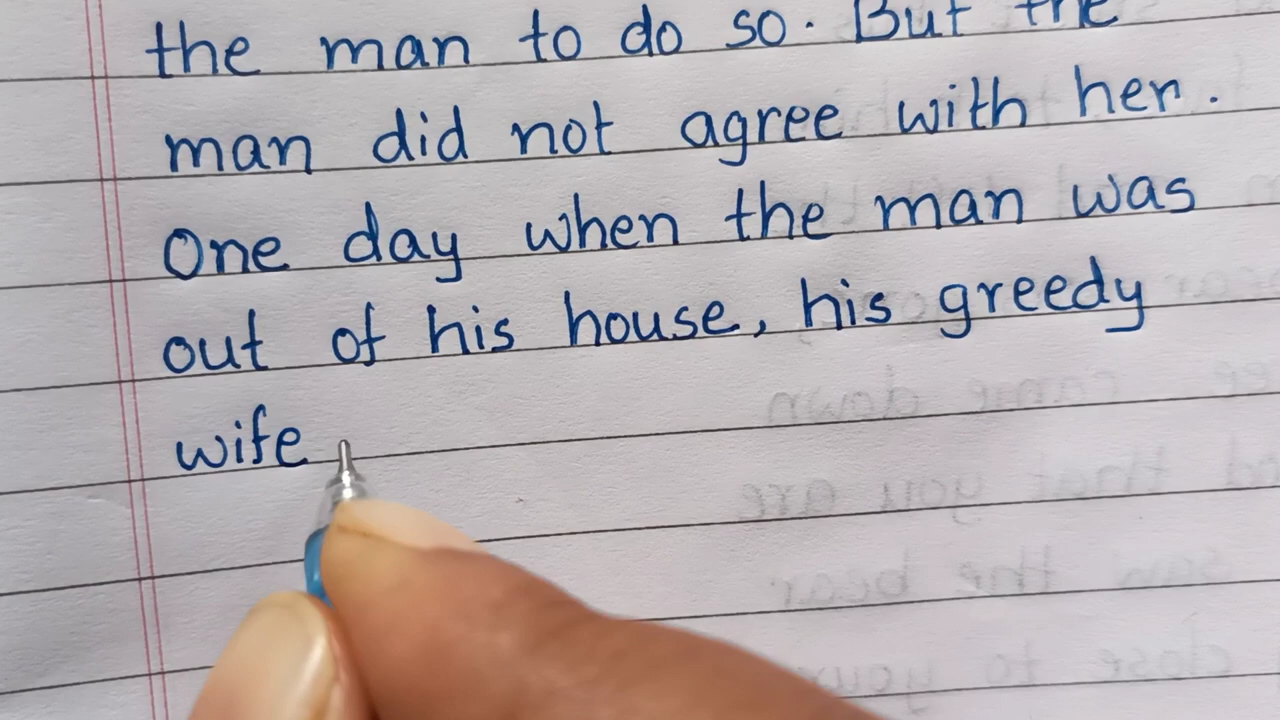 the man to do so. But the
man did not agree with her.
One day when the man was
out of his house, his greedy
wife